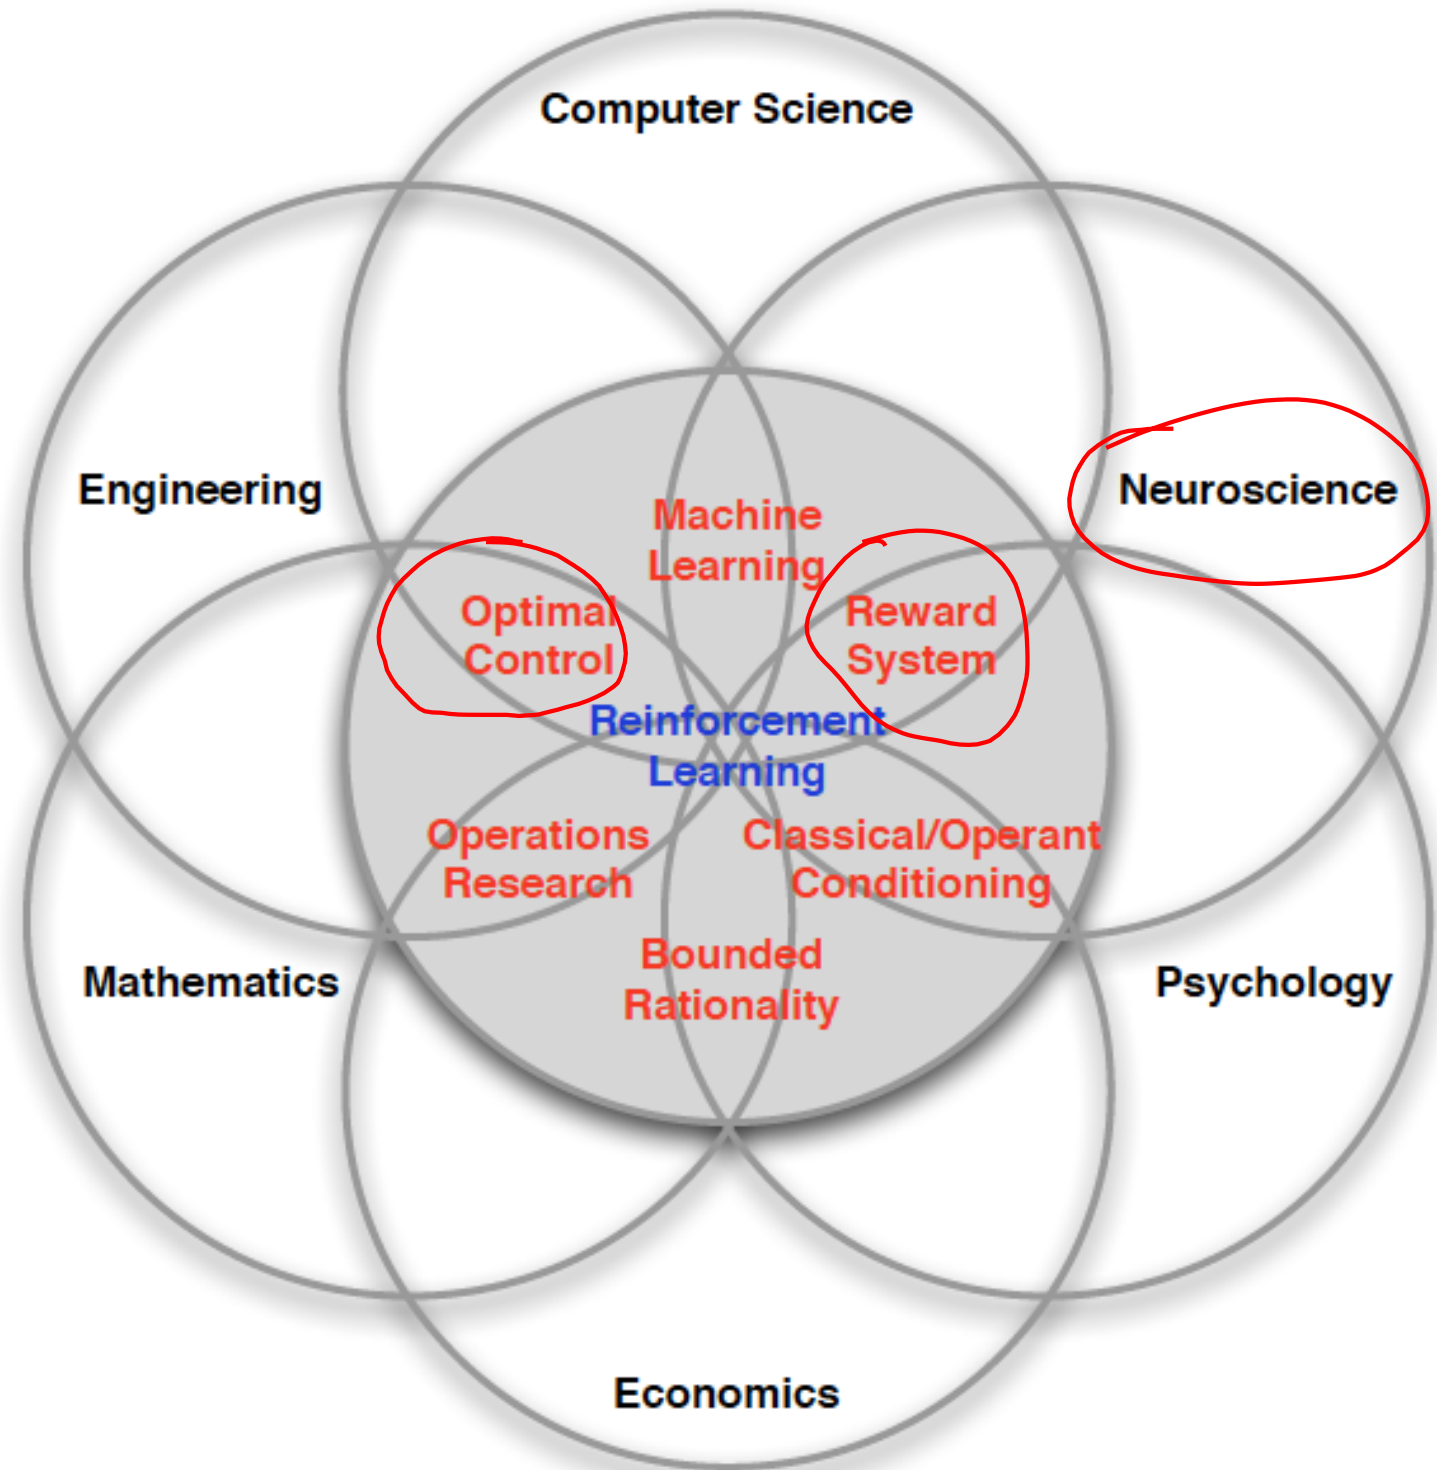 Computer Science
Engineering
Neuroscience
Machine
Learning
Optimal
Control
Reward
System
Reinforcement
Learning
Operations
Research
Classical/Operant
Conditioning
Bounded
Rationality
Mathematics
Psychology
Economics